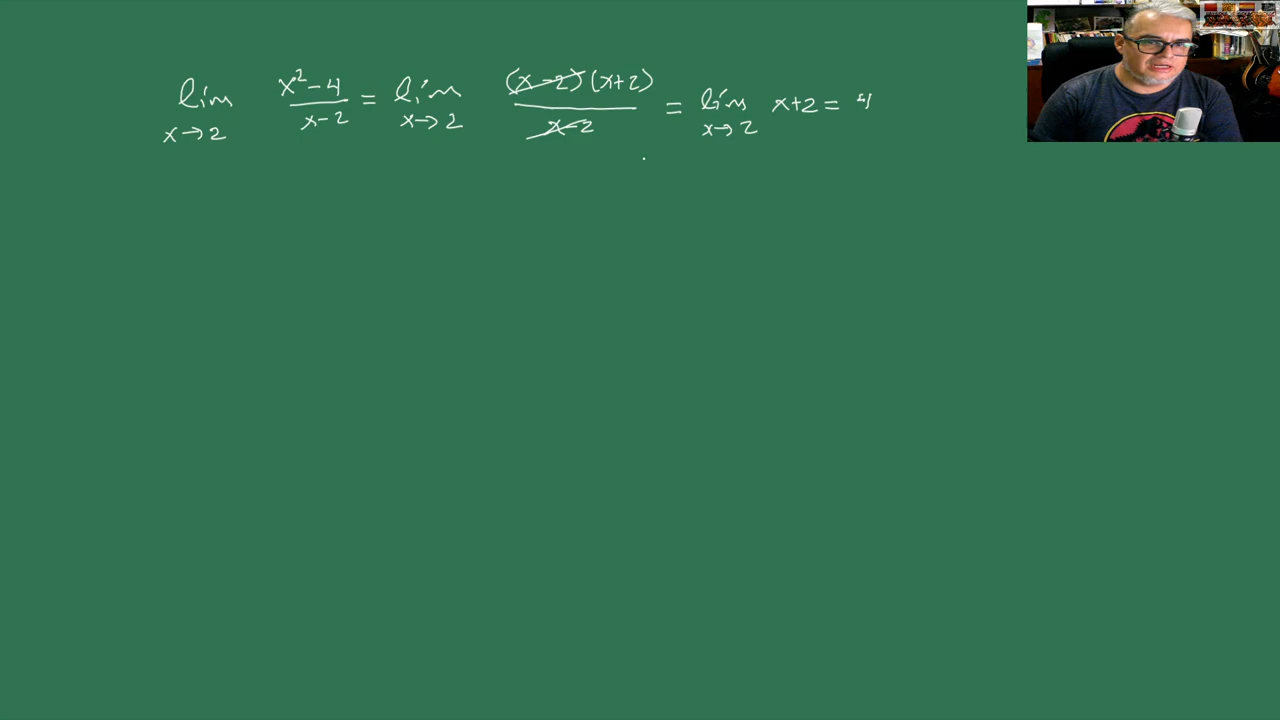 lim x→2 x²-4/x-2 = lim x→2 (x-2)(x+2)/x-2 = lim x→2 x+2 = 4